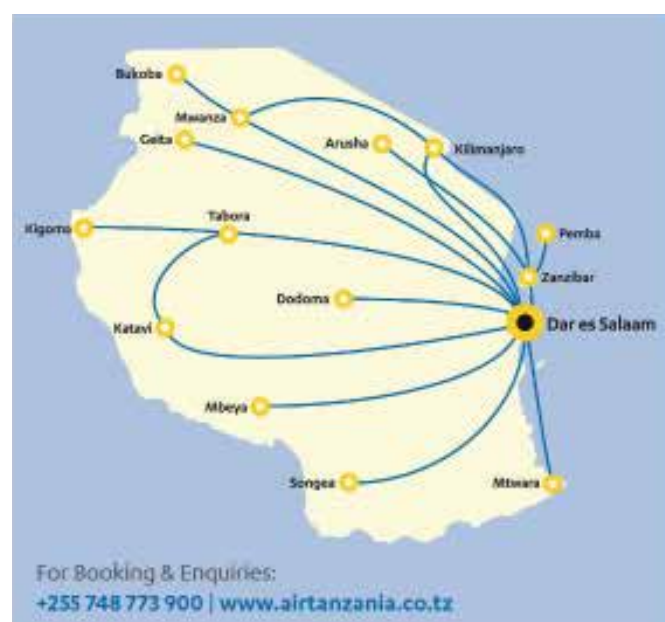 Bukoba
Mwanza
Geita
Arusha
Kilimanjaro
Kigoma
Tabora
Pemba
Zanzibar
Dodoma
Dar es Salaam
Katavi
Mbeya
Songea
Mtwara
For Booking & Enquiries:
+255 748 773 900 | www.airtanzania.co.tz